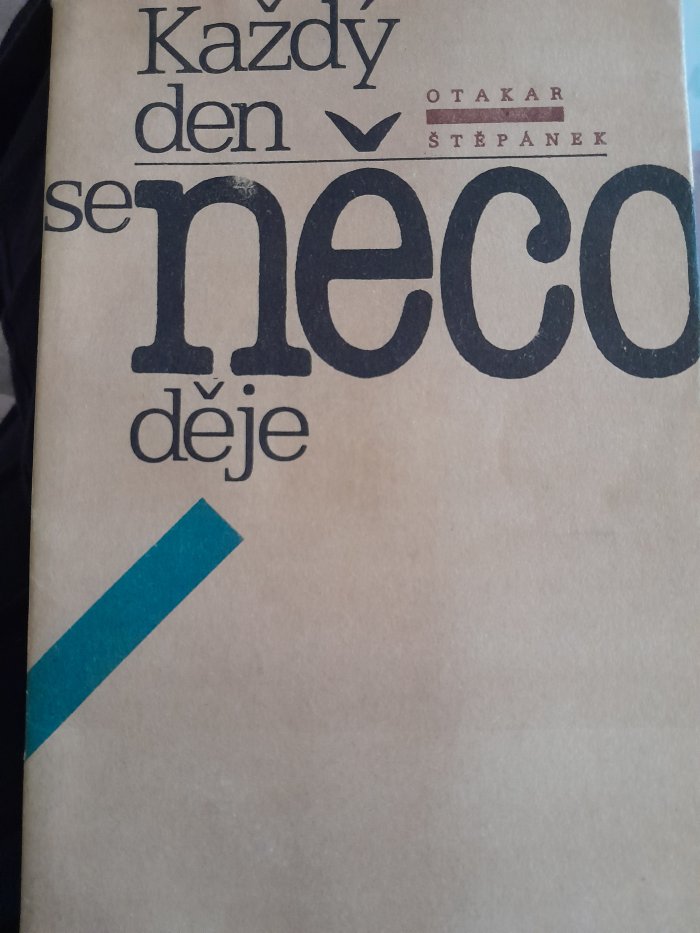 Každý
den
OTAKAR
ŠTĚPÁNEK
se něco
děje